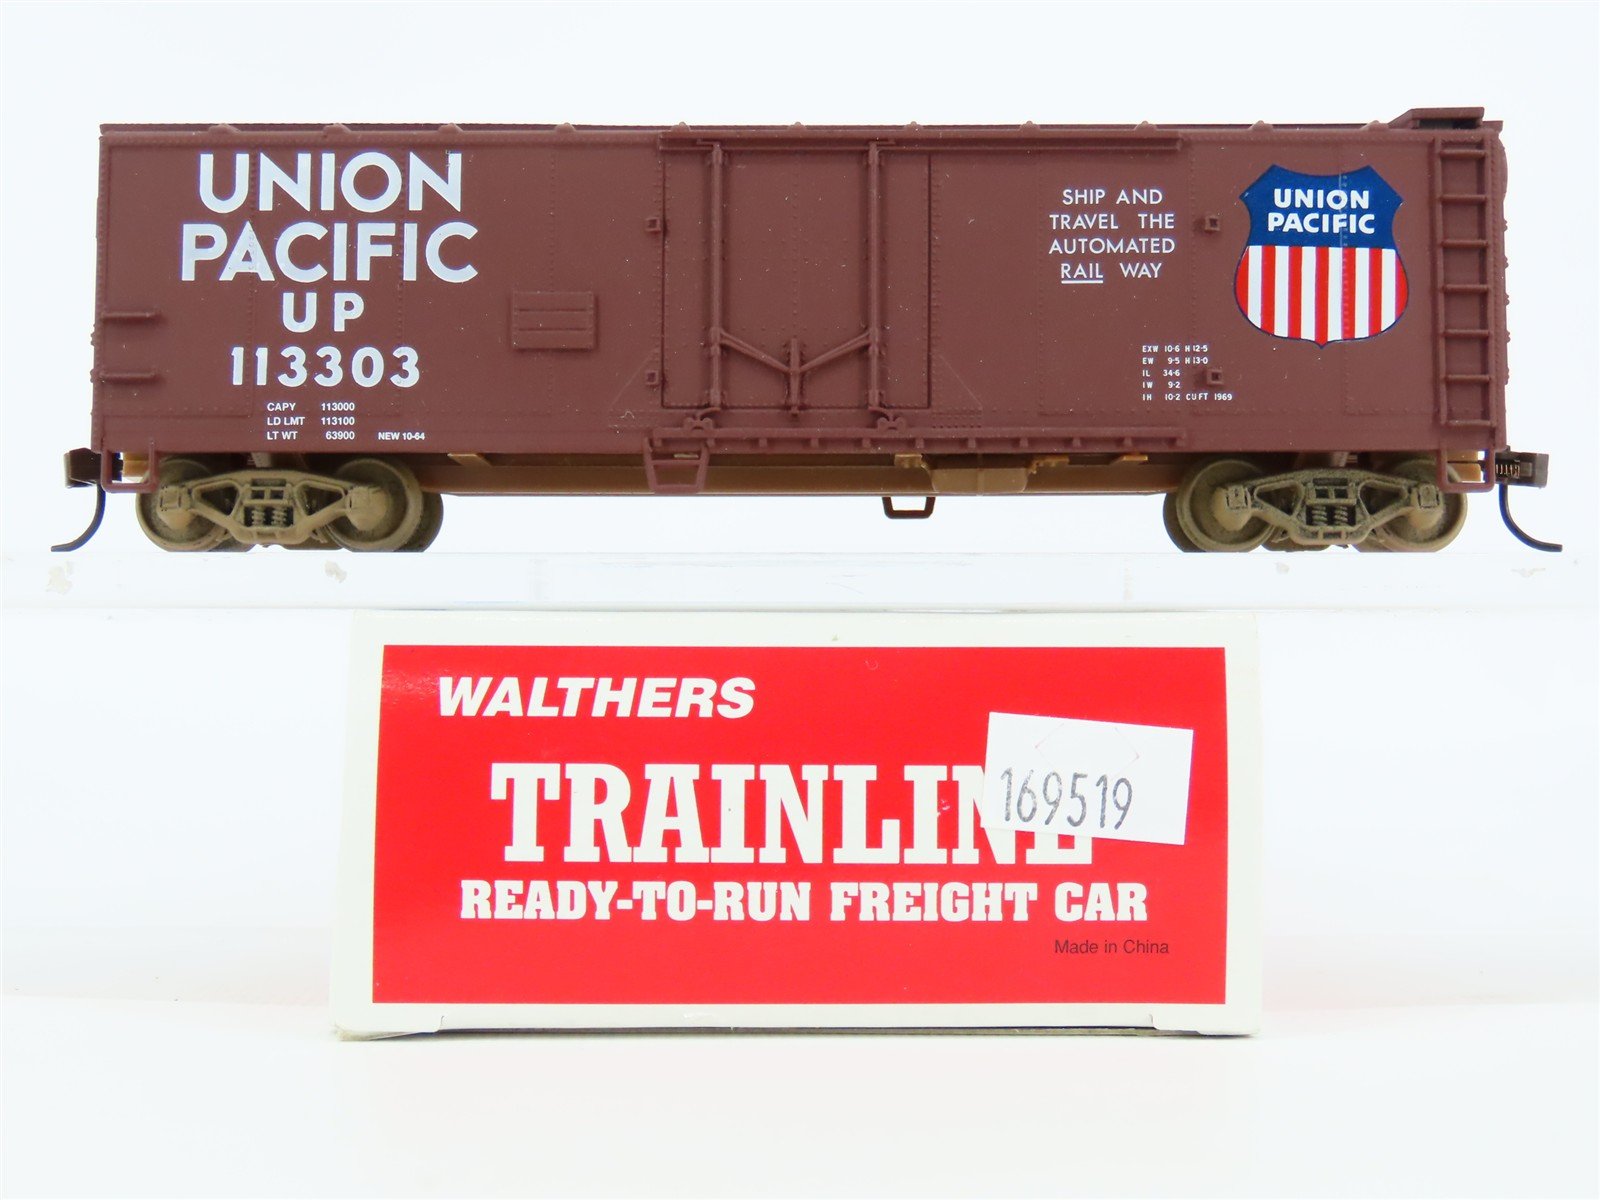 UNION
PACIFIC
UP
113303
CAPY 113000
LD LMT 113100
LT WT 63900 NEW 10-64
SHIP AND
TRAVEL THE
AUTOMATED
RAIL WAY
EXW 10-6 H 12-5
EW 9-5 H 13-0
IL 34-6
IW 9-2
IH 10-2 CU FT 1969
UNION
PACIFIC
WALTHERS
TRAINLINE
169519
READY-TO-RUN FREIGHT CAR
Made in China